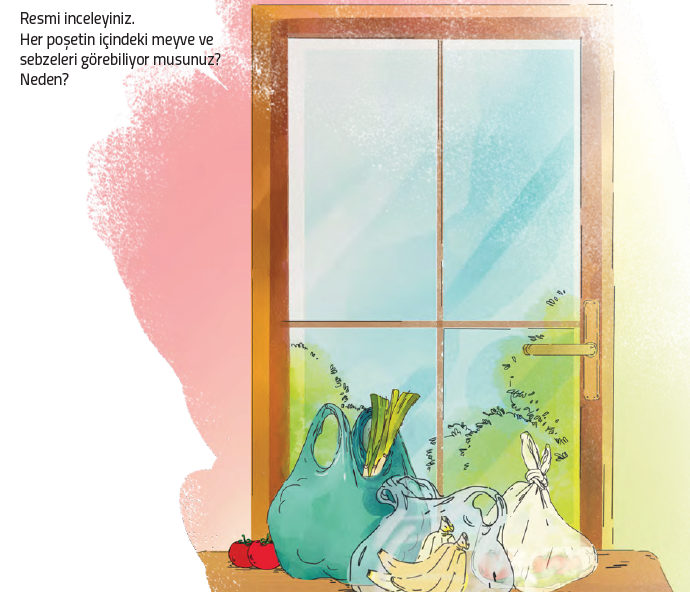 Resmi inceleyiniz.
Her poşetin içindeki meyve ve
sebzeleri görebiliyor musunuz?
Neden?